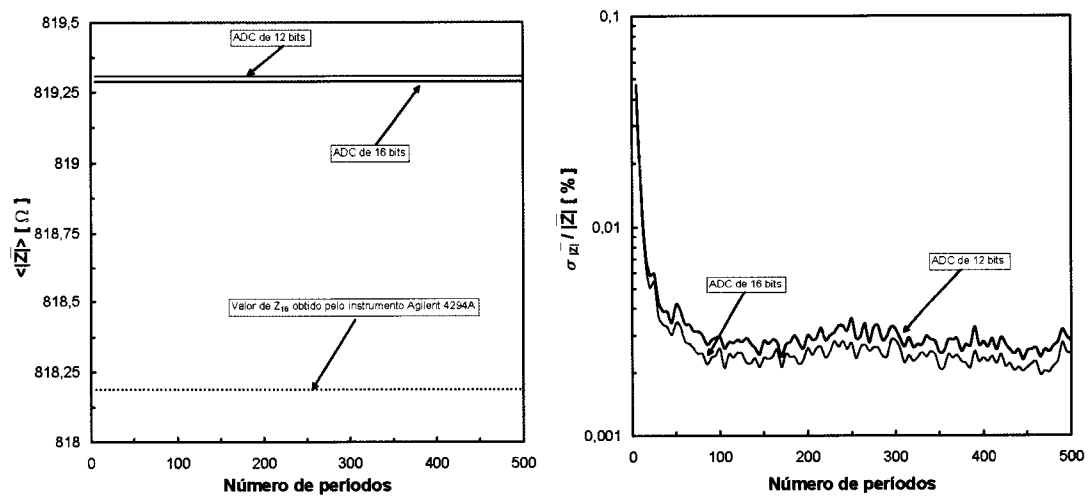 819,5
819,25
819
818,75
818,5
818,25
818
<|Z|> [ Ω ]
ADC de 12 bits
ADC de 16 bits
Valor de Z16 obtido pelo instrumento Agilent 4294A
0 100 200 300 400 500
Número de períodos
0,1
0,01
0,001
σ|Z| / |Z| [ % ]
ADC de 12 bits
ADC de 16 bits
0 100 200 300 400 500
Número de períodos